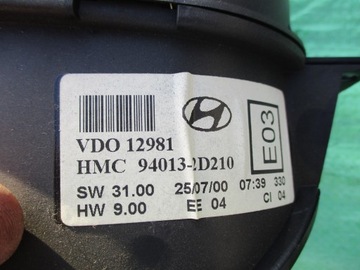 VDO 12981
HMC 94013-2D210
SW 31.00 25/07/00 07:39 330
HW 9.00 EE 04 CI 04
E03